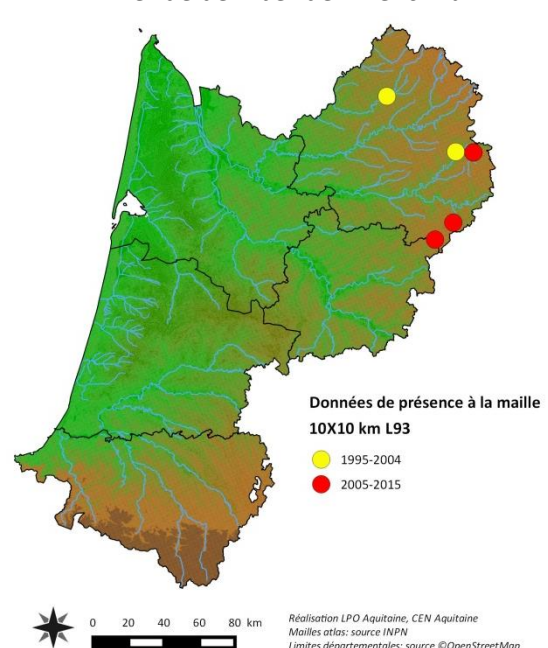 Données de présence à la maille
10X10 km L93
1995-2004
2005-2015
0 20 40 60 80 km
Réalisation LPO Aquitaine, CEN Aquitaine
Mailles atlas: source INPN
Limites départementales: source ©OpenStreetMap